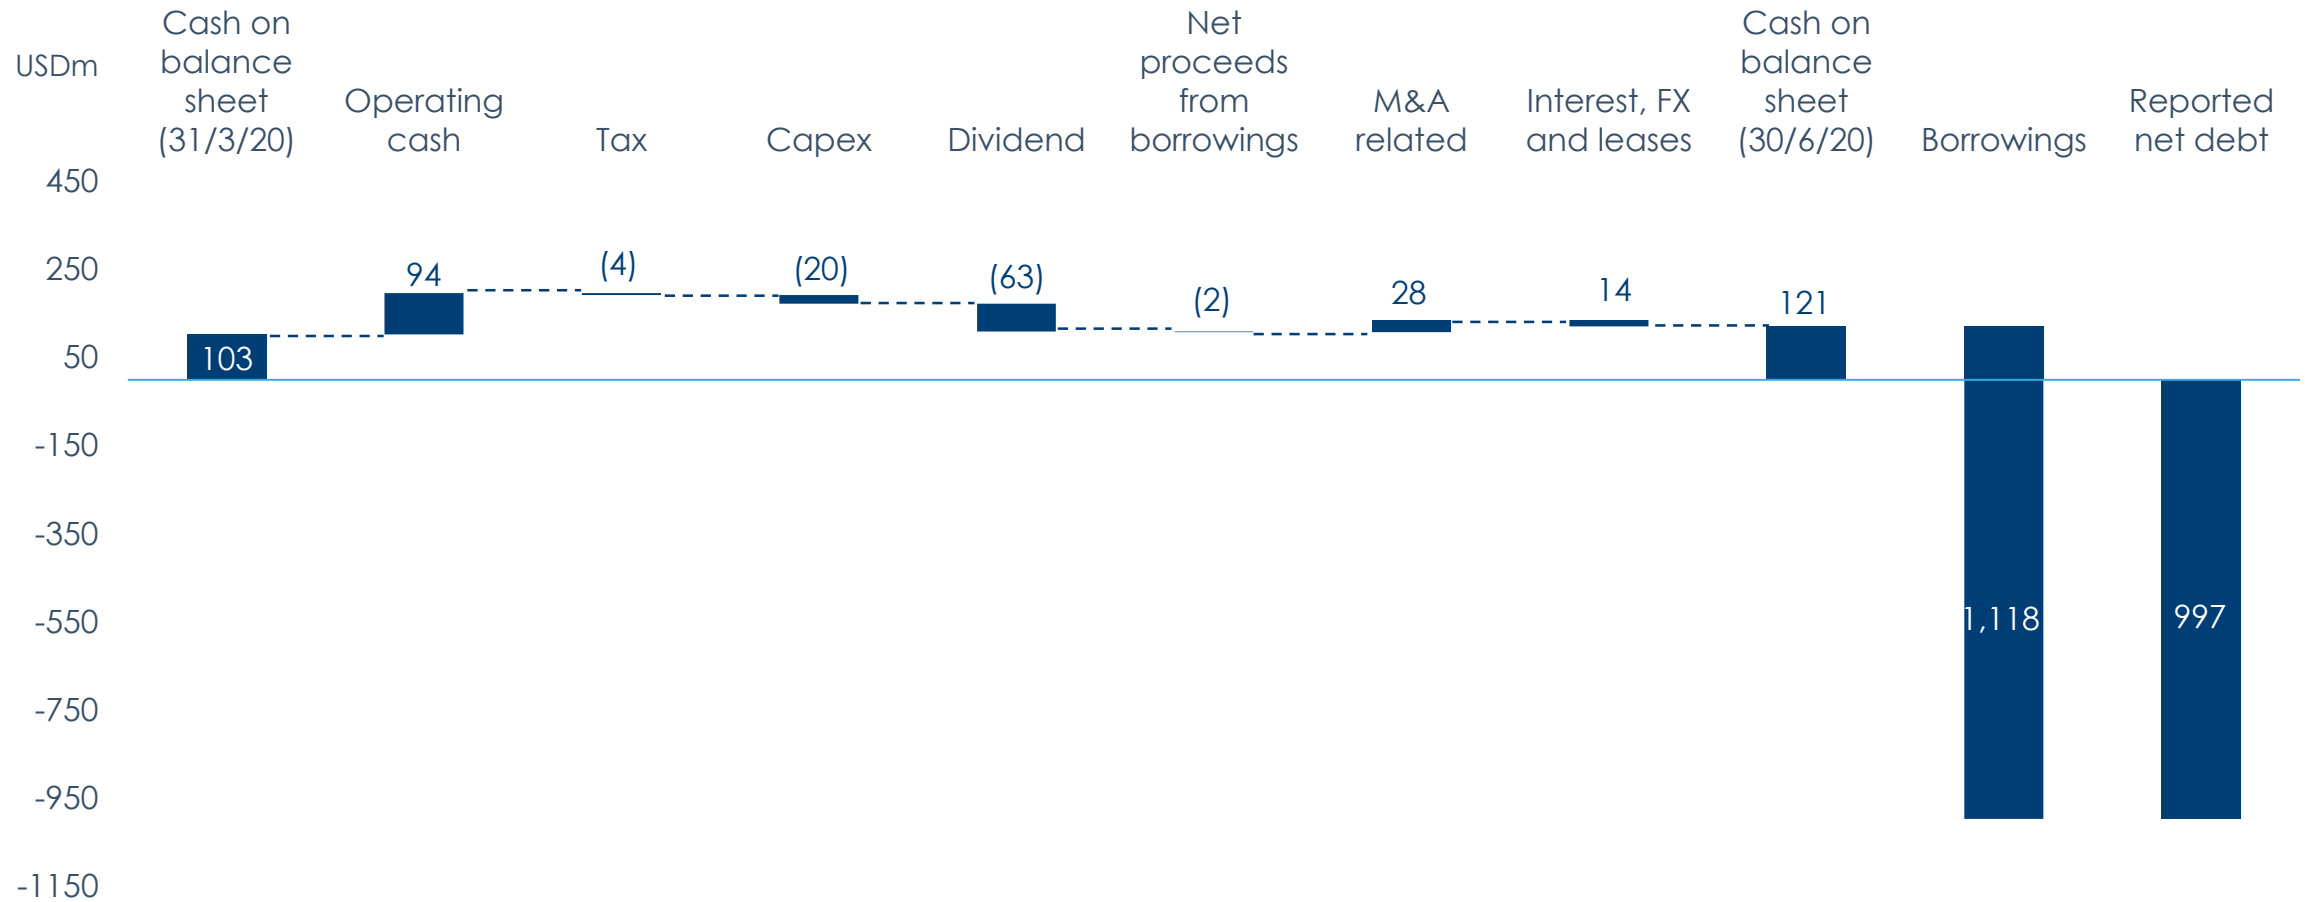 USDm
Cash on
balance
sheet
(31/3/20)
Operating
cash
Tax
Capex
Dividend
Net
proceeds
from
borrowings
M&A
related
Interest, FX
and leases
Cash on
balance
sheet
(30/6/20)
Borrowings
Reported
net debt
450
250
50
-150
-350
-550
-750
-950
-1150
103
94
(4)
(20)
(63)
(2)
28
14
121
1,118
997